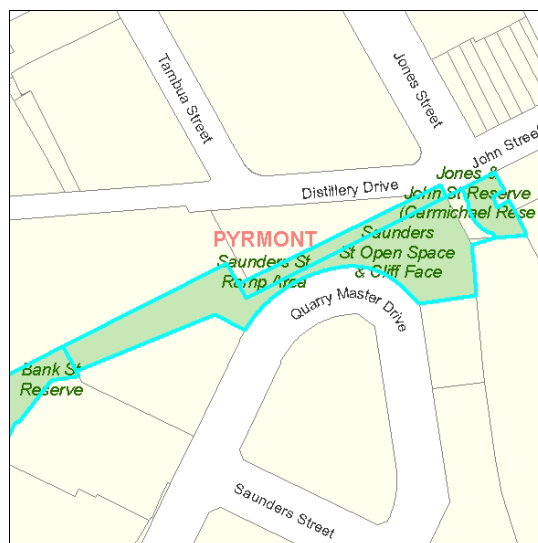 Tambua Street
Jones Street
John Street
Jones &
John St Reserve
(Carmichael Rese
Distillery Drive
PYRMONT
Saunders
St Open Space
& Cliff Face
Saunders St
Ramp Area
Quarry Master Drive
Bank St
Reserve
Saunders Street